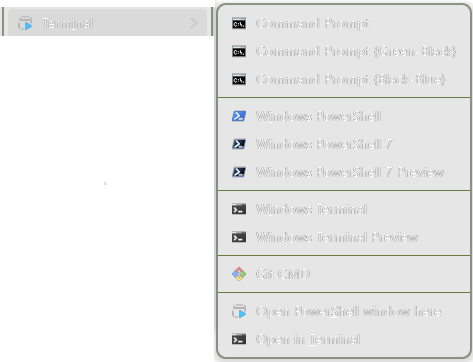 Terminal
Command Prompt
Command Prompt (Green-Black)
Command Prompt (Black-Blue)
Windows PowerShell
Windows PowerShell 7
Windows PowerShell 7 Preview
Windows Terminal
Windows Terminal Preview
Git CMD
Open PowerShell window here
Open in Terminal